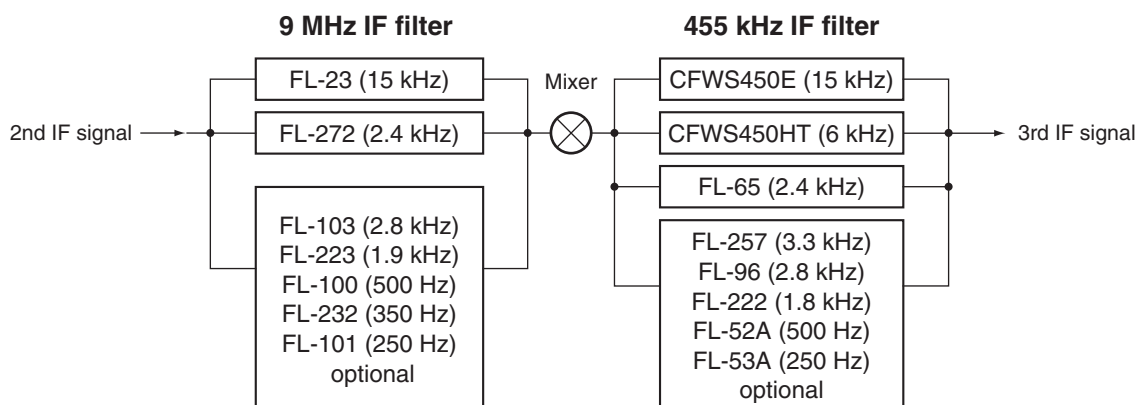 9 MHz IF filter
455 kHz IF filter
2nd IF signal
FL-23 (15 kHz)
FL-272 (2.4 kHz)
FL-103 (2.8 kHz)
FL-223 (1.9 kHz)
FL-100 (500 Hz)
FL-232 (350 Hz)
FL-101 (250 Hz)
optional
Mixer
CFWS450E (15 kHz)
CFWS450HT (6 kHz)
FL-65 (2.4 kHz)
FL-257 (3.3 kHz)
FL-96 (2.8 kHz)
FL-222 (1.8 kHz)
FL-52A (500 Hz)
FL-53A (250 Hz)
optional
3rd IF signal